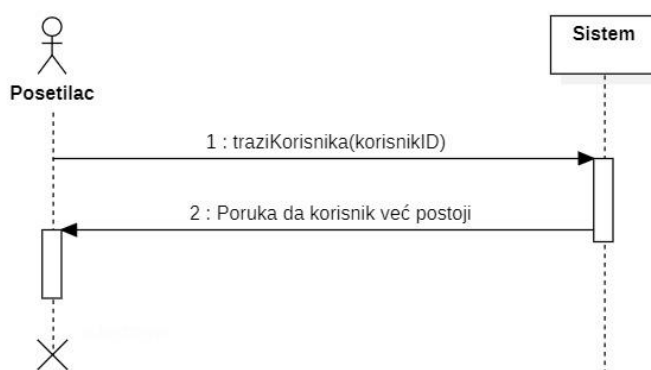 Sistem
Posetilac
1 : traziKorisnika(korisnikID)
2 : Poruka da korisnik već postoji